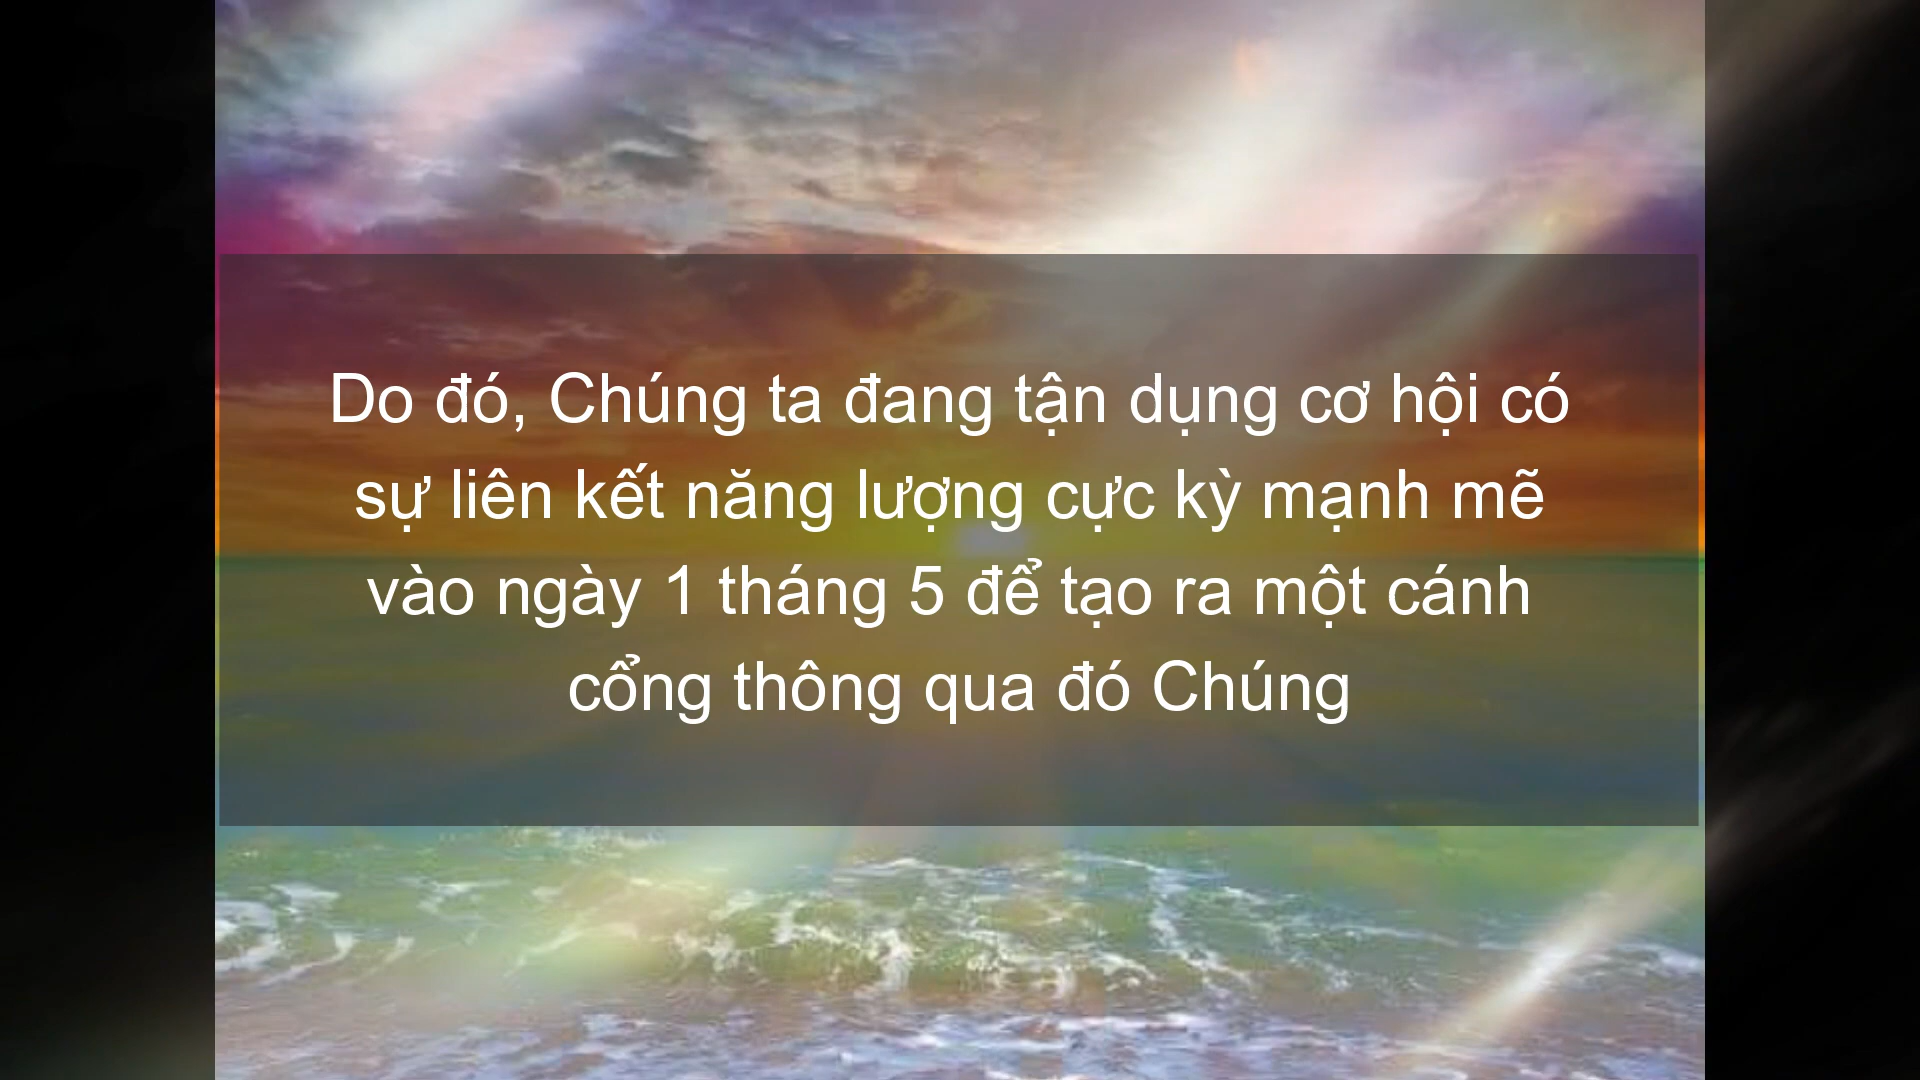 Do đó, Chúng ta đang tận dụng cơ hội có
sự liên kết năng lượng cực kỳ mạnh mẽ
vào ngày 1 tháng 5 để tạo ra một cánh
cổng thông qua đó Chúng